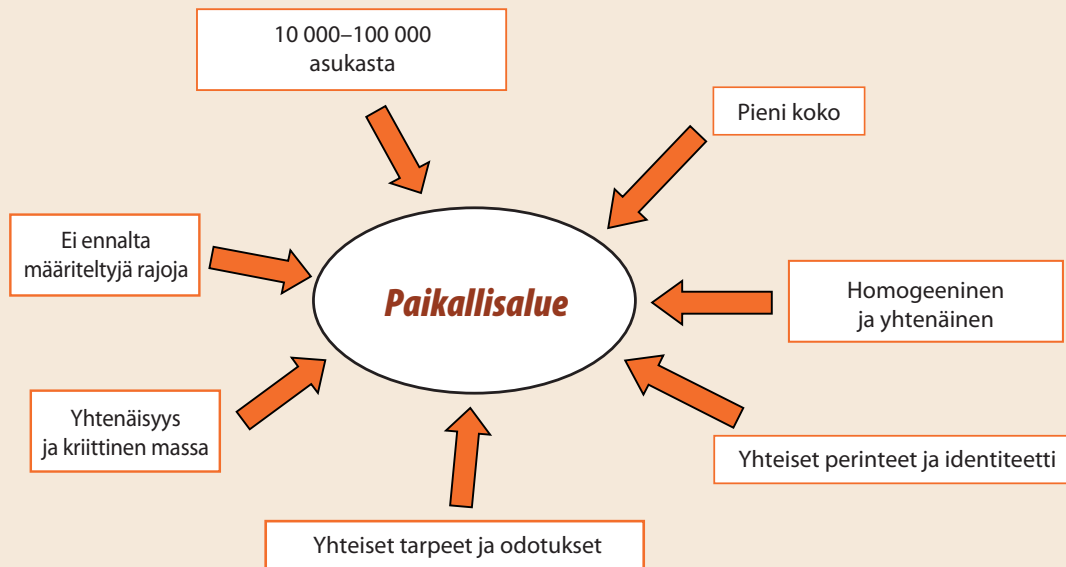 10 000–100 000
asukasta
Pieni koko
Ei ennalta
määriteltyjä rajoja
Paikallisalue
Homogeeninen
ja yhtenäinen
Yhtenäisyys
ja kriittinen massa
Yhteiset perinteet ja identiteetti
Yhteiset tarpeet ja odotukset